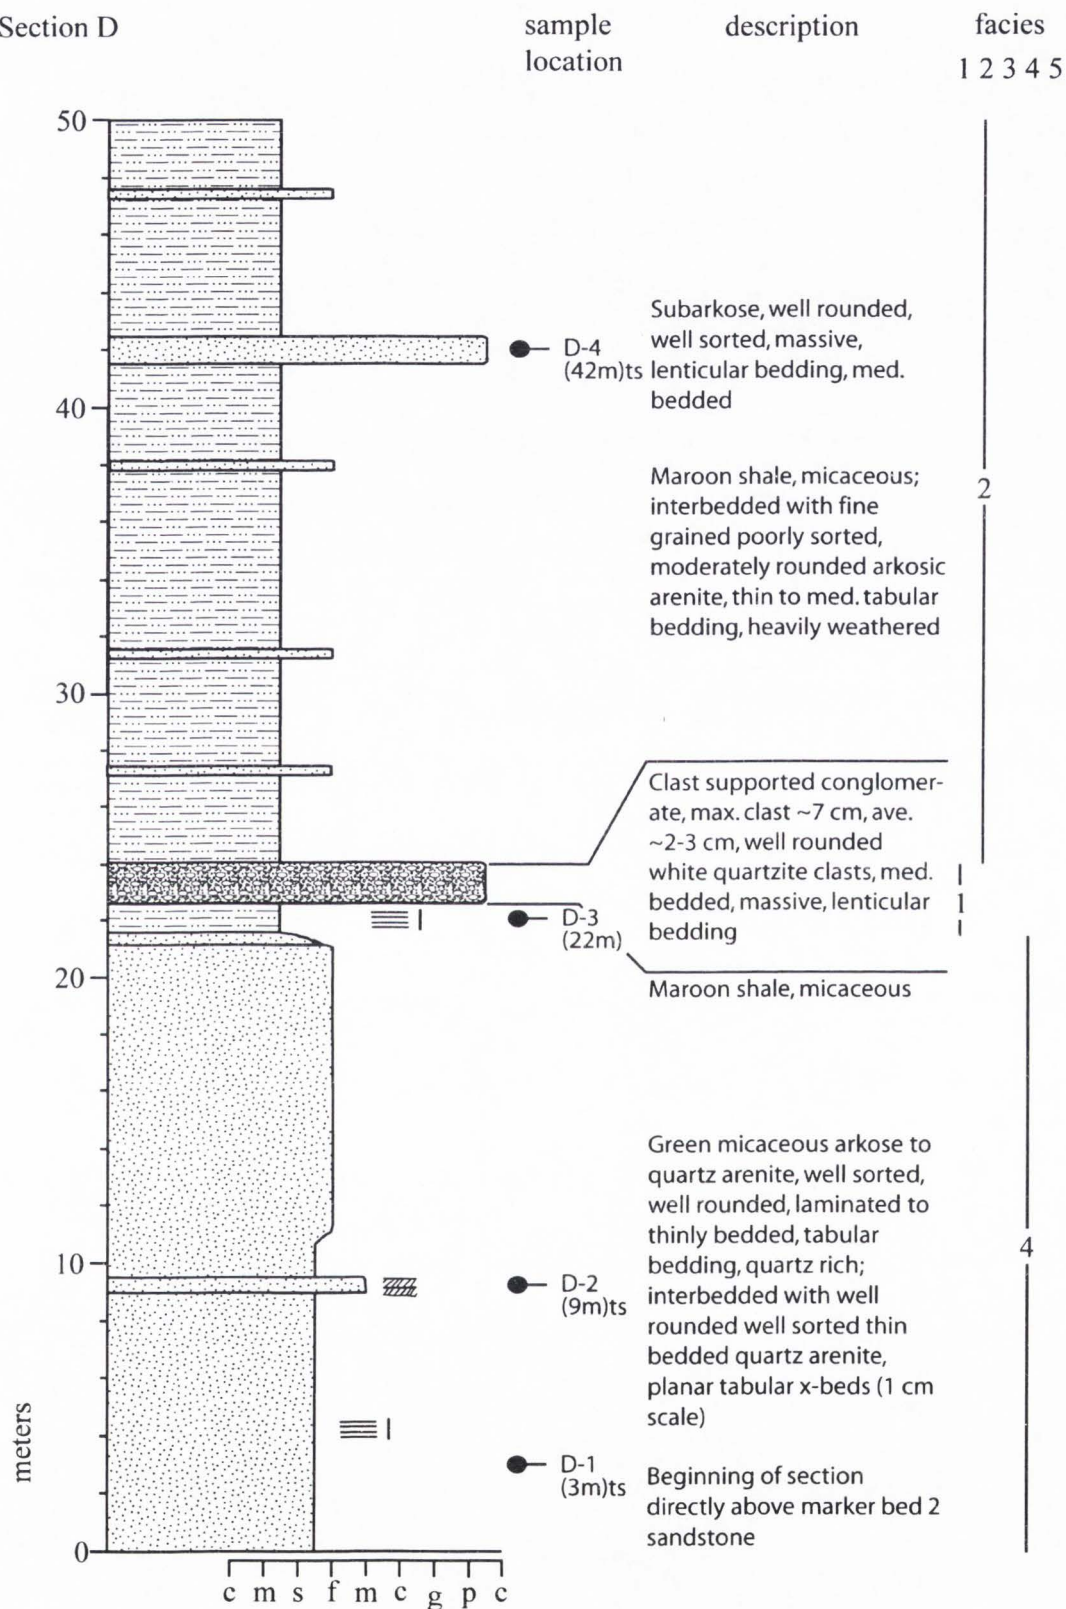 Section D
sample
location
description
facies
1 2 3 4 5
50
40
30
20
10
0
meters
c m s f m c g p c
D-4
(42m)ts
D-3
(22m)
D-2
(9m)ts
D-1
(3m)ts
Subarkose, well rounded,
well sorted, massive,
lenticular bedding, med.
bedded
Maroon shale, micaceous;
interbedded with fine
grained poorly sorted,
moderately rounded arkosic
arenite, thin to med. tabular
bedding, heavily weathered
Clast supported conglomer-
ate, max. clast ~7 cm, ave.
~2-3 cm, well rounded
white quartzite clasts, med.
bedded, massive, lenticular
bedding
Maroon shale, micaceous
Green micaceous arkose to
quartz arenite, well sorted,
well rounded, laminated to
thinly bedded, tabular
bedding, quartz rich;
interbedded with well
rounded well sorted thin
bedded quartz arenite,
planar tabular x-beds (1 cm
scale)
Beginning of section
directly above marker bed 2
sandstone
2
1
4